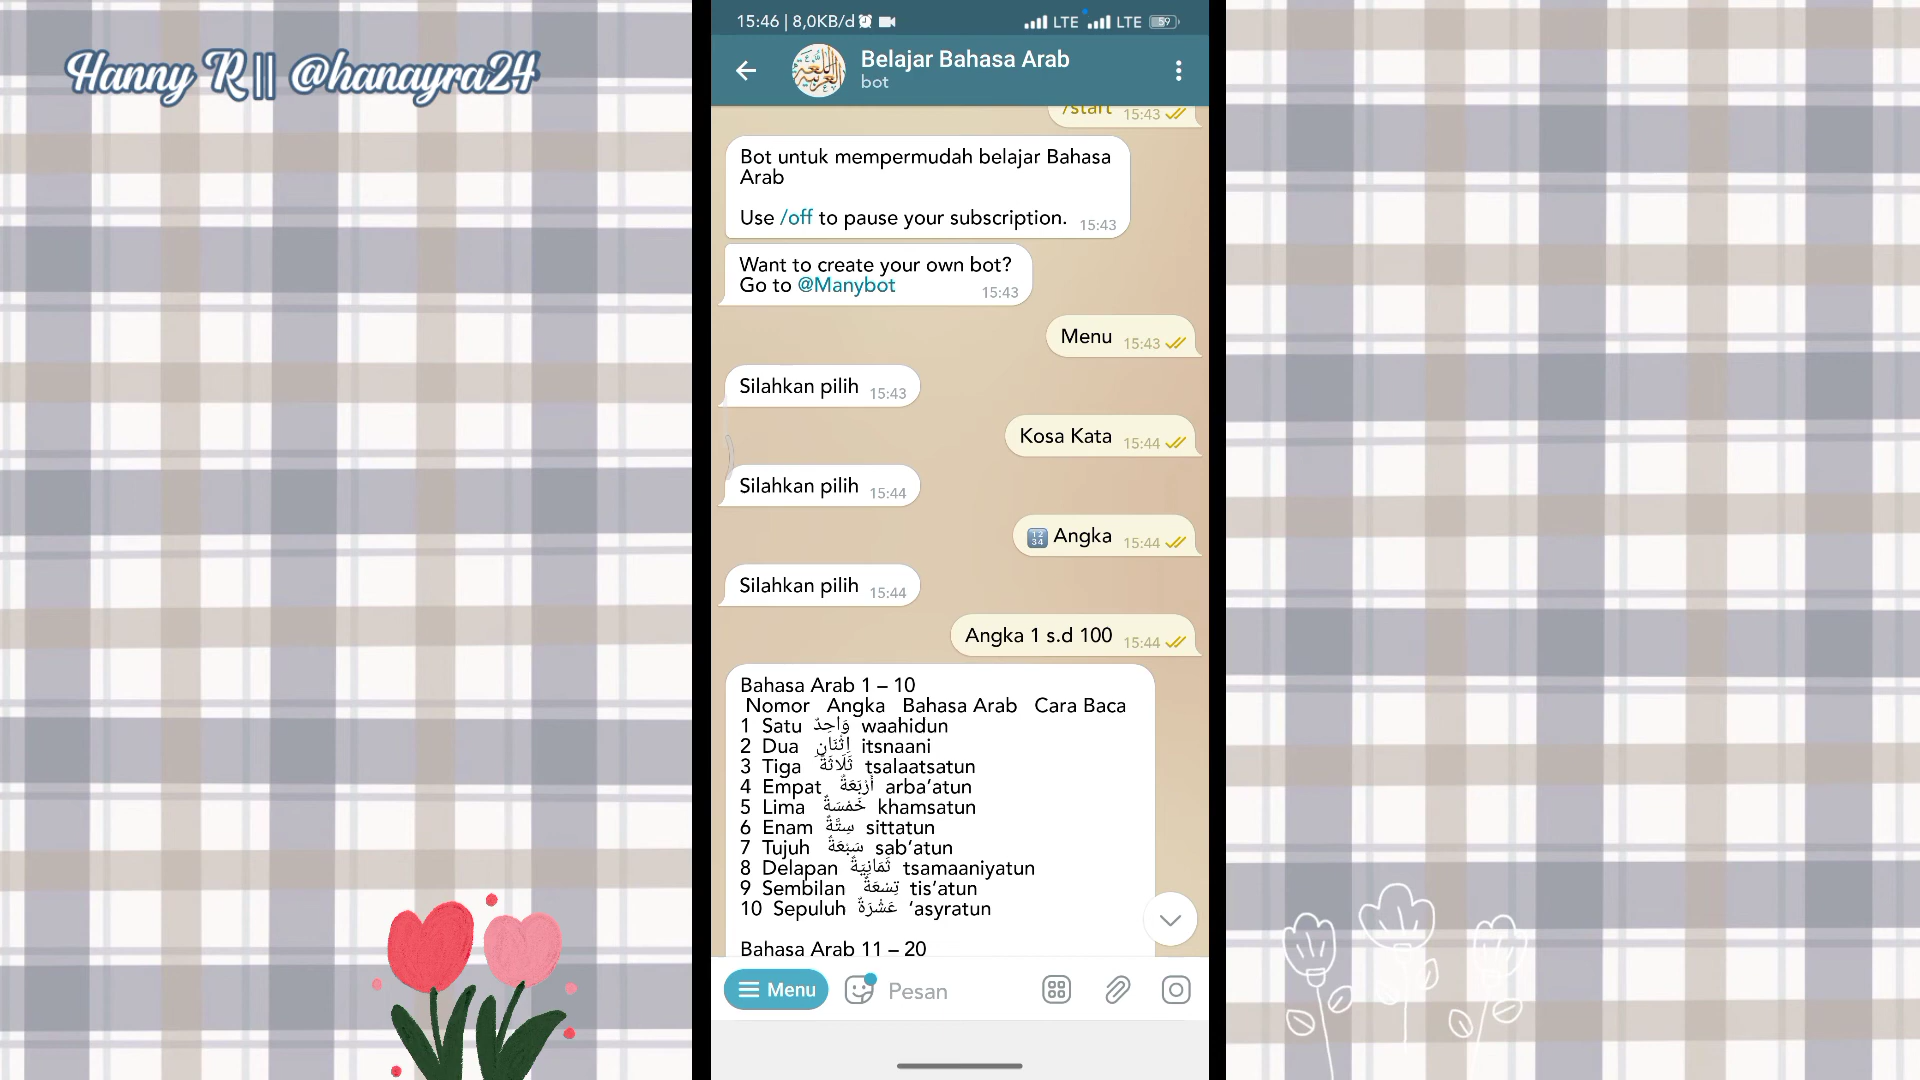 Hanny R || @hanayra24
15:46 | 8,0KB/d LTE LTE 59
Belajar Bahasa Arab
bot
/start 15:43
Bot untuk mempermudah belajar Bahasa
Arab
Use /off to pause your subscription. 15:43
Want to create your own bot?
Go to @Manybot 15:43
Menu 15:43
Silahkan pilih 15:43
Kosa Kata 15:44
Silahkan pilih 15:44
Angka 15:44
Silahkan pilih 15:44
Angka 1 s.d 100 15:44
Bahasa Arab 1 – 10
Nomor Angka Bahasa Arab Cara Baca
1 Satu وَاحِدٌ waahidun
2 Dua اِثْنَانِ itsnaani
3 Tiga ثَلَاثَةٌ tsalaatsatun
4 Empat أَرْبَعَةٌ arba’atun
5 Lima خَمْسَةٌ khamsatun
6 Enam سِتَّةٌ sittatun
7 Tujuh سَبْعَةٌ sab’atun
8 Delapan ثَمَانِيَةٌ tsamaaniyatun
9 Sembilan تِسْعَةٌ tis’atun
10 Sepuluh عَشْرَةٌ ‘asyratun
Bahasa Arab 11 – 20
Menu Pesan